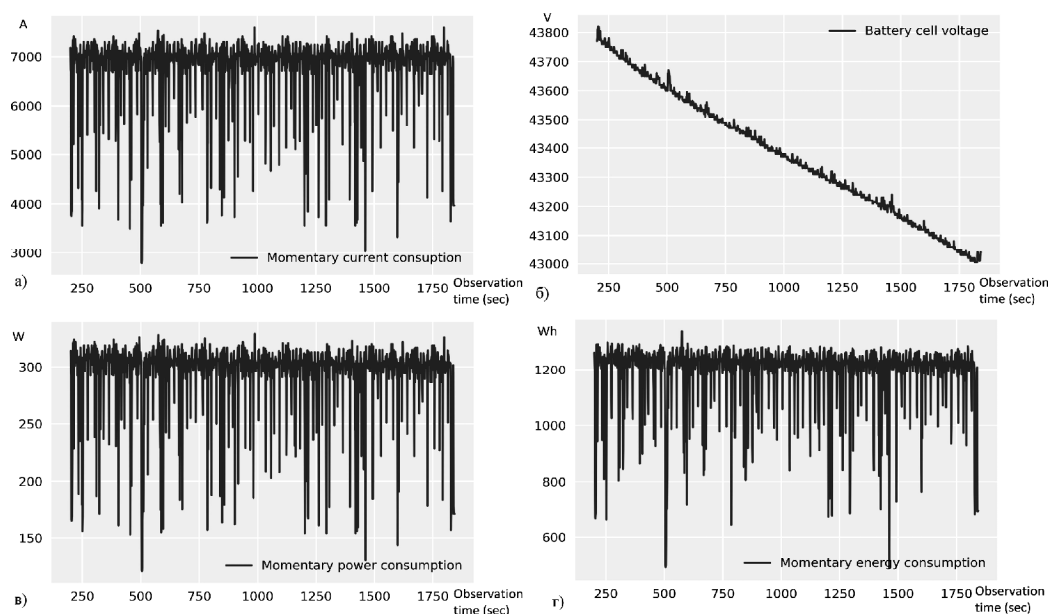 A
7000
6000
5000
4000
3000
Momentary current consuption
250 500 750 1000 1250 1500 1750
Observation
time (sec)
а)
V
43800
43700
43600
43500
43400
43300
43200
43100
43000
Battery cell voltage
250 500 750 1000 1250 1500 1750
Observation
time (sec)
б)
W
300
250
200
150
Momentary power consumption
250 500 750 1000 1250 1500 1750
Observation
time (sec)
в)
Wh
1200
1000
800
600
Momentary energy consumption
250 500 750 1000 1250 1500 1750
Observation
time (sec)
г)